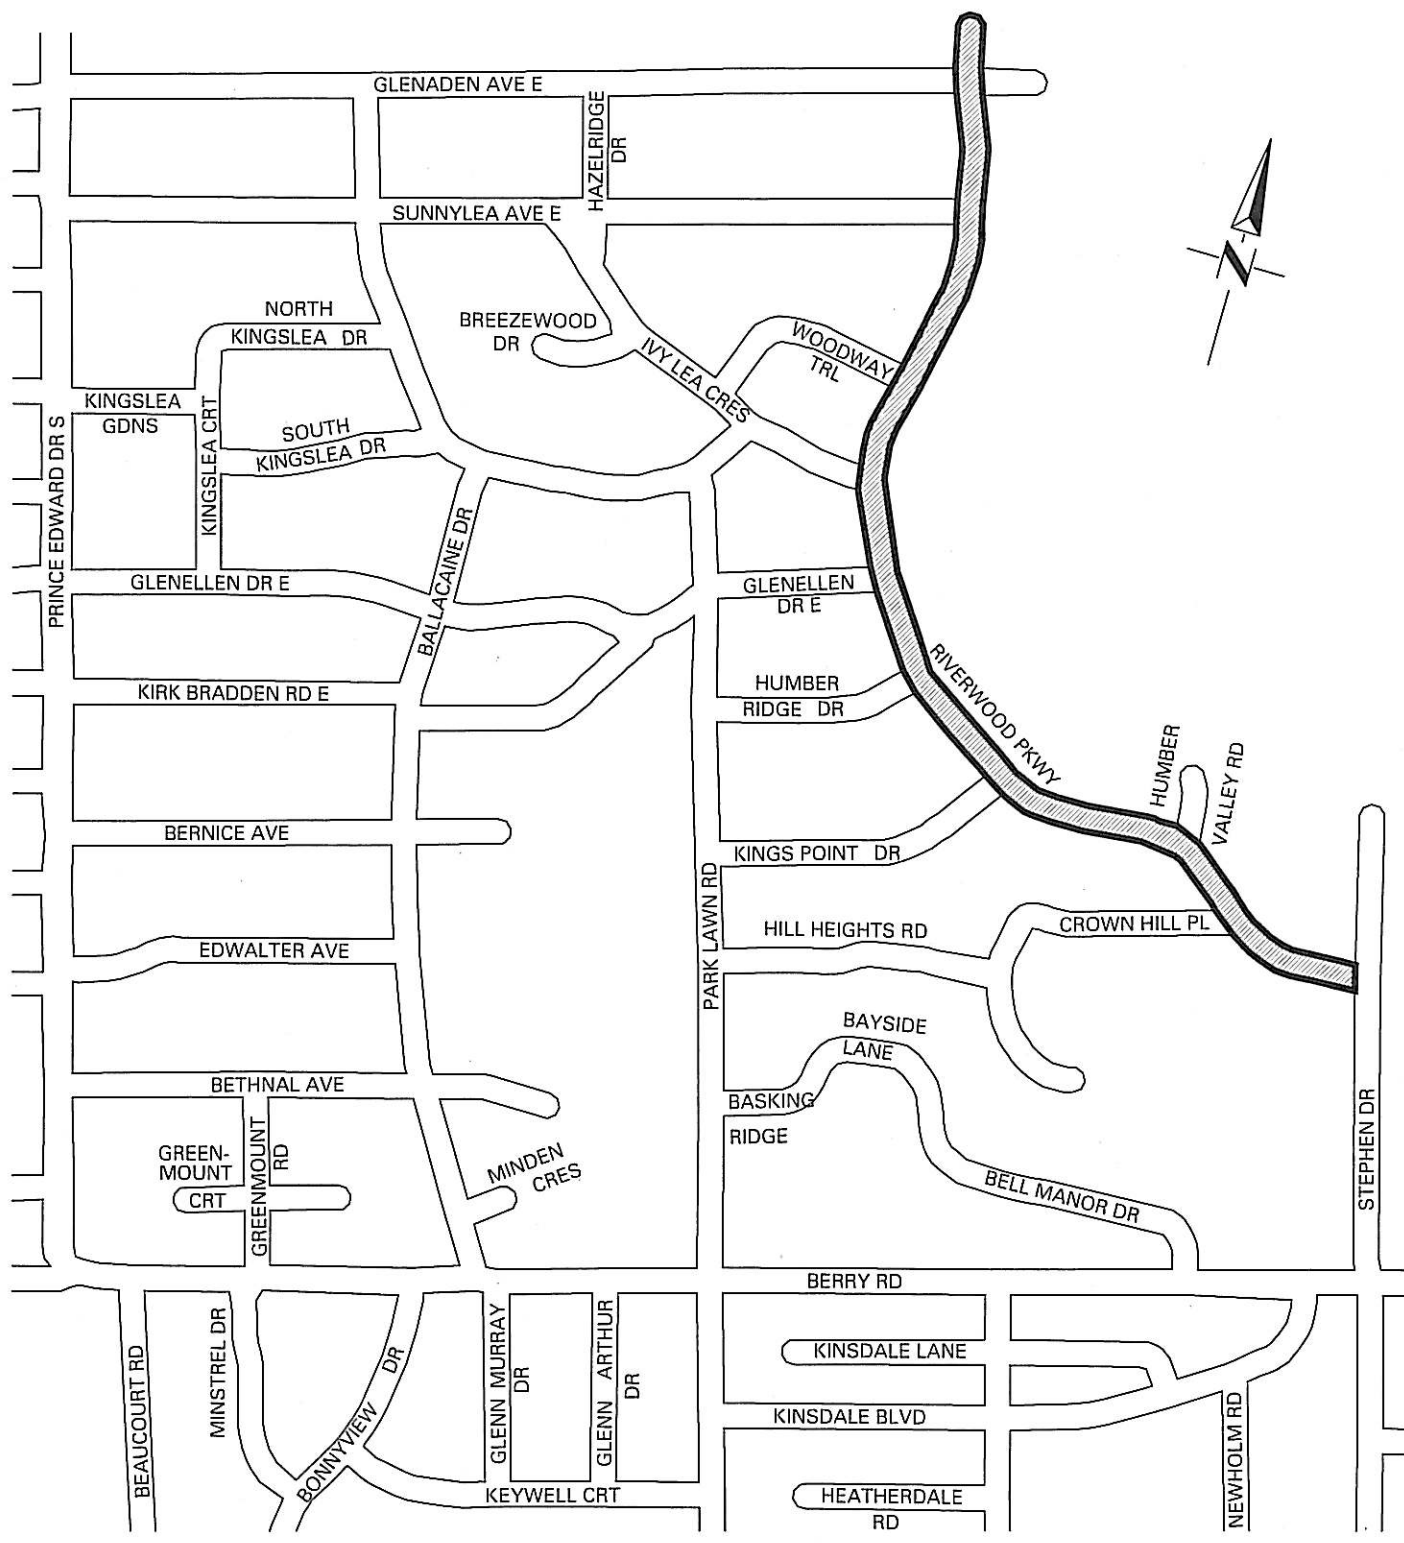 GLENADEN AVE E
HAZELRIDGE
DR
SUNNYLEA AVE E
NORTH
KINGSLEA DR
BREEZEWOOD
DR
IVY LEA CRES
WOODWAY
TRL
N
KINGSLEA
GDNS
KINGSLEA CRT
SOUTH
KINGSLEA DR
PRINCE EDWARD DR S
BALLACAINE DR
GLENELLEN DR E
GLENELLEN
DR E
KIRK BRADDEN RD E
HUMBER
RIDGE DR
RIVERWOOD PKWY
HUMBER
VALLEY RD
BERNICE AVE
KINGS POINT DR
PARK LAWN RD
EDWALTER AVE
HILL HEIGHTS RD
CROWN HILL PL
BAYSIDE
LANE
BETHNAL AVE
BASKING
RIDGE
GREEN-
MOUNT
CRT
GREENMOUNT
RD
MINDEN
CRES
BELL MANOR DR
STEPHEN DR
BERRY RD
BEAUCOURT RD
MINSTREL DR
BONNYVIEW DR
GLENN MURRAY
DR
GLENN ARTHUR
DR
KINSDALE LANE
KINSDALE BLVD
NEWHOLM RD
KEYWELL CRT
HEATHERDALE
RD